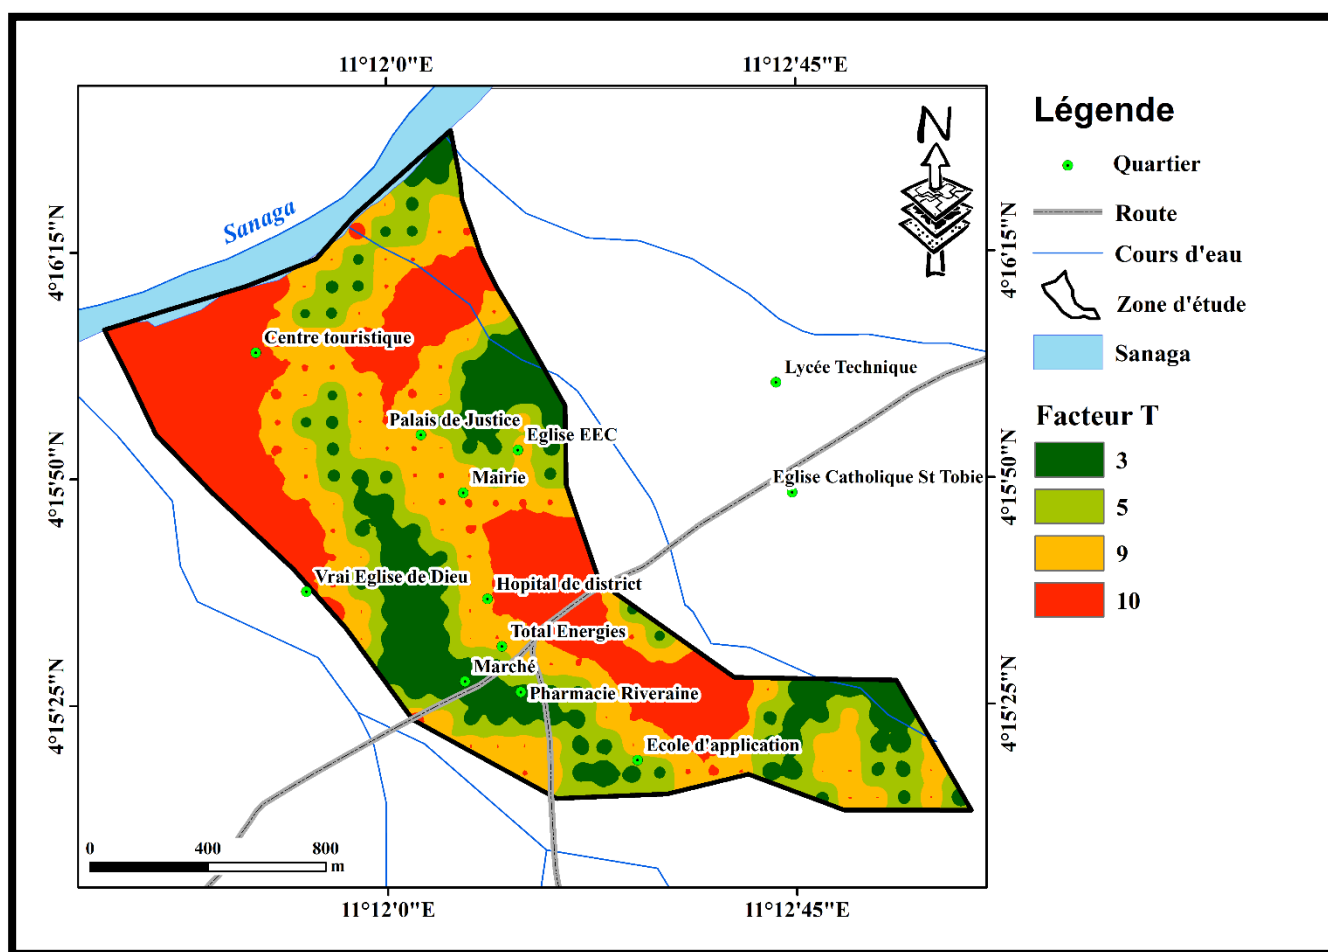 11°12'0"E
11°12'45"E
N
Sanaga
4°16'15"N
4°16'15"N
Centre touristique
Lycée Technique
Palais de Justice
Eglise EEC
4°15'50"N
4°15'50"N
Mairie
Eglise Catholique St Tobie
Vrai Eglise de Dieu
Hopital de district
Total Energies
Marché
Pharmacie Riveraine
4°15'25"N
4°15'25"N
Ecole d'application
0
400
800
m
11°12'0"E
11°12'45"E
Légende
Quartier
Route
Cours d'eau
Zone d'étude
Sanaga
Facteur T
3
5
9
10